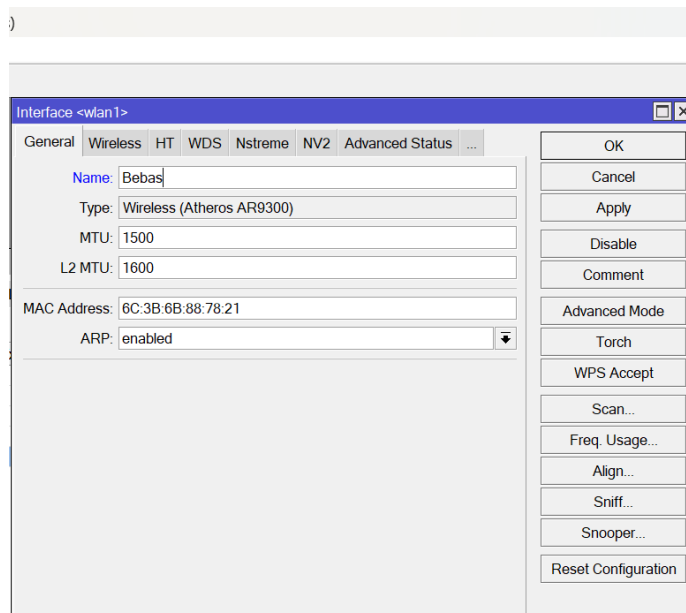 :)
Interface <wlan1>
General Wireless HT WDS Nstreme NV2 Advanced Status ...
Name: Bebas
Type: Wireless (Atheros AR9300)
MTU: 1500
L2 MTU: 1600
MAC Address: 6C:3B:6B:88:78:21
ARP: enabled
OK
Cancel
Apply
Disable
Comment
Advanced Mode
Torch
WPS Accept
Scan...
Freq. Usage...
Align...
Sniff...
Snooper...
Reset Configuration